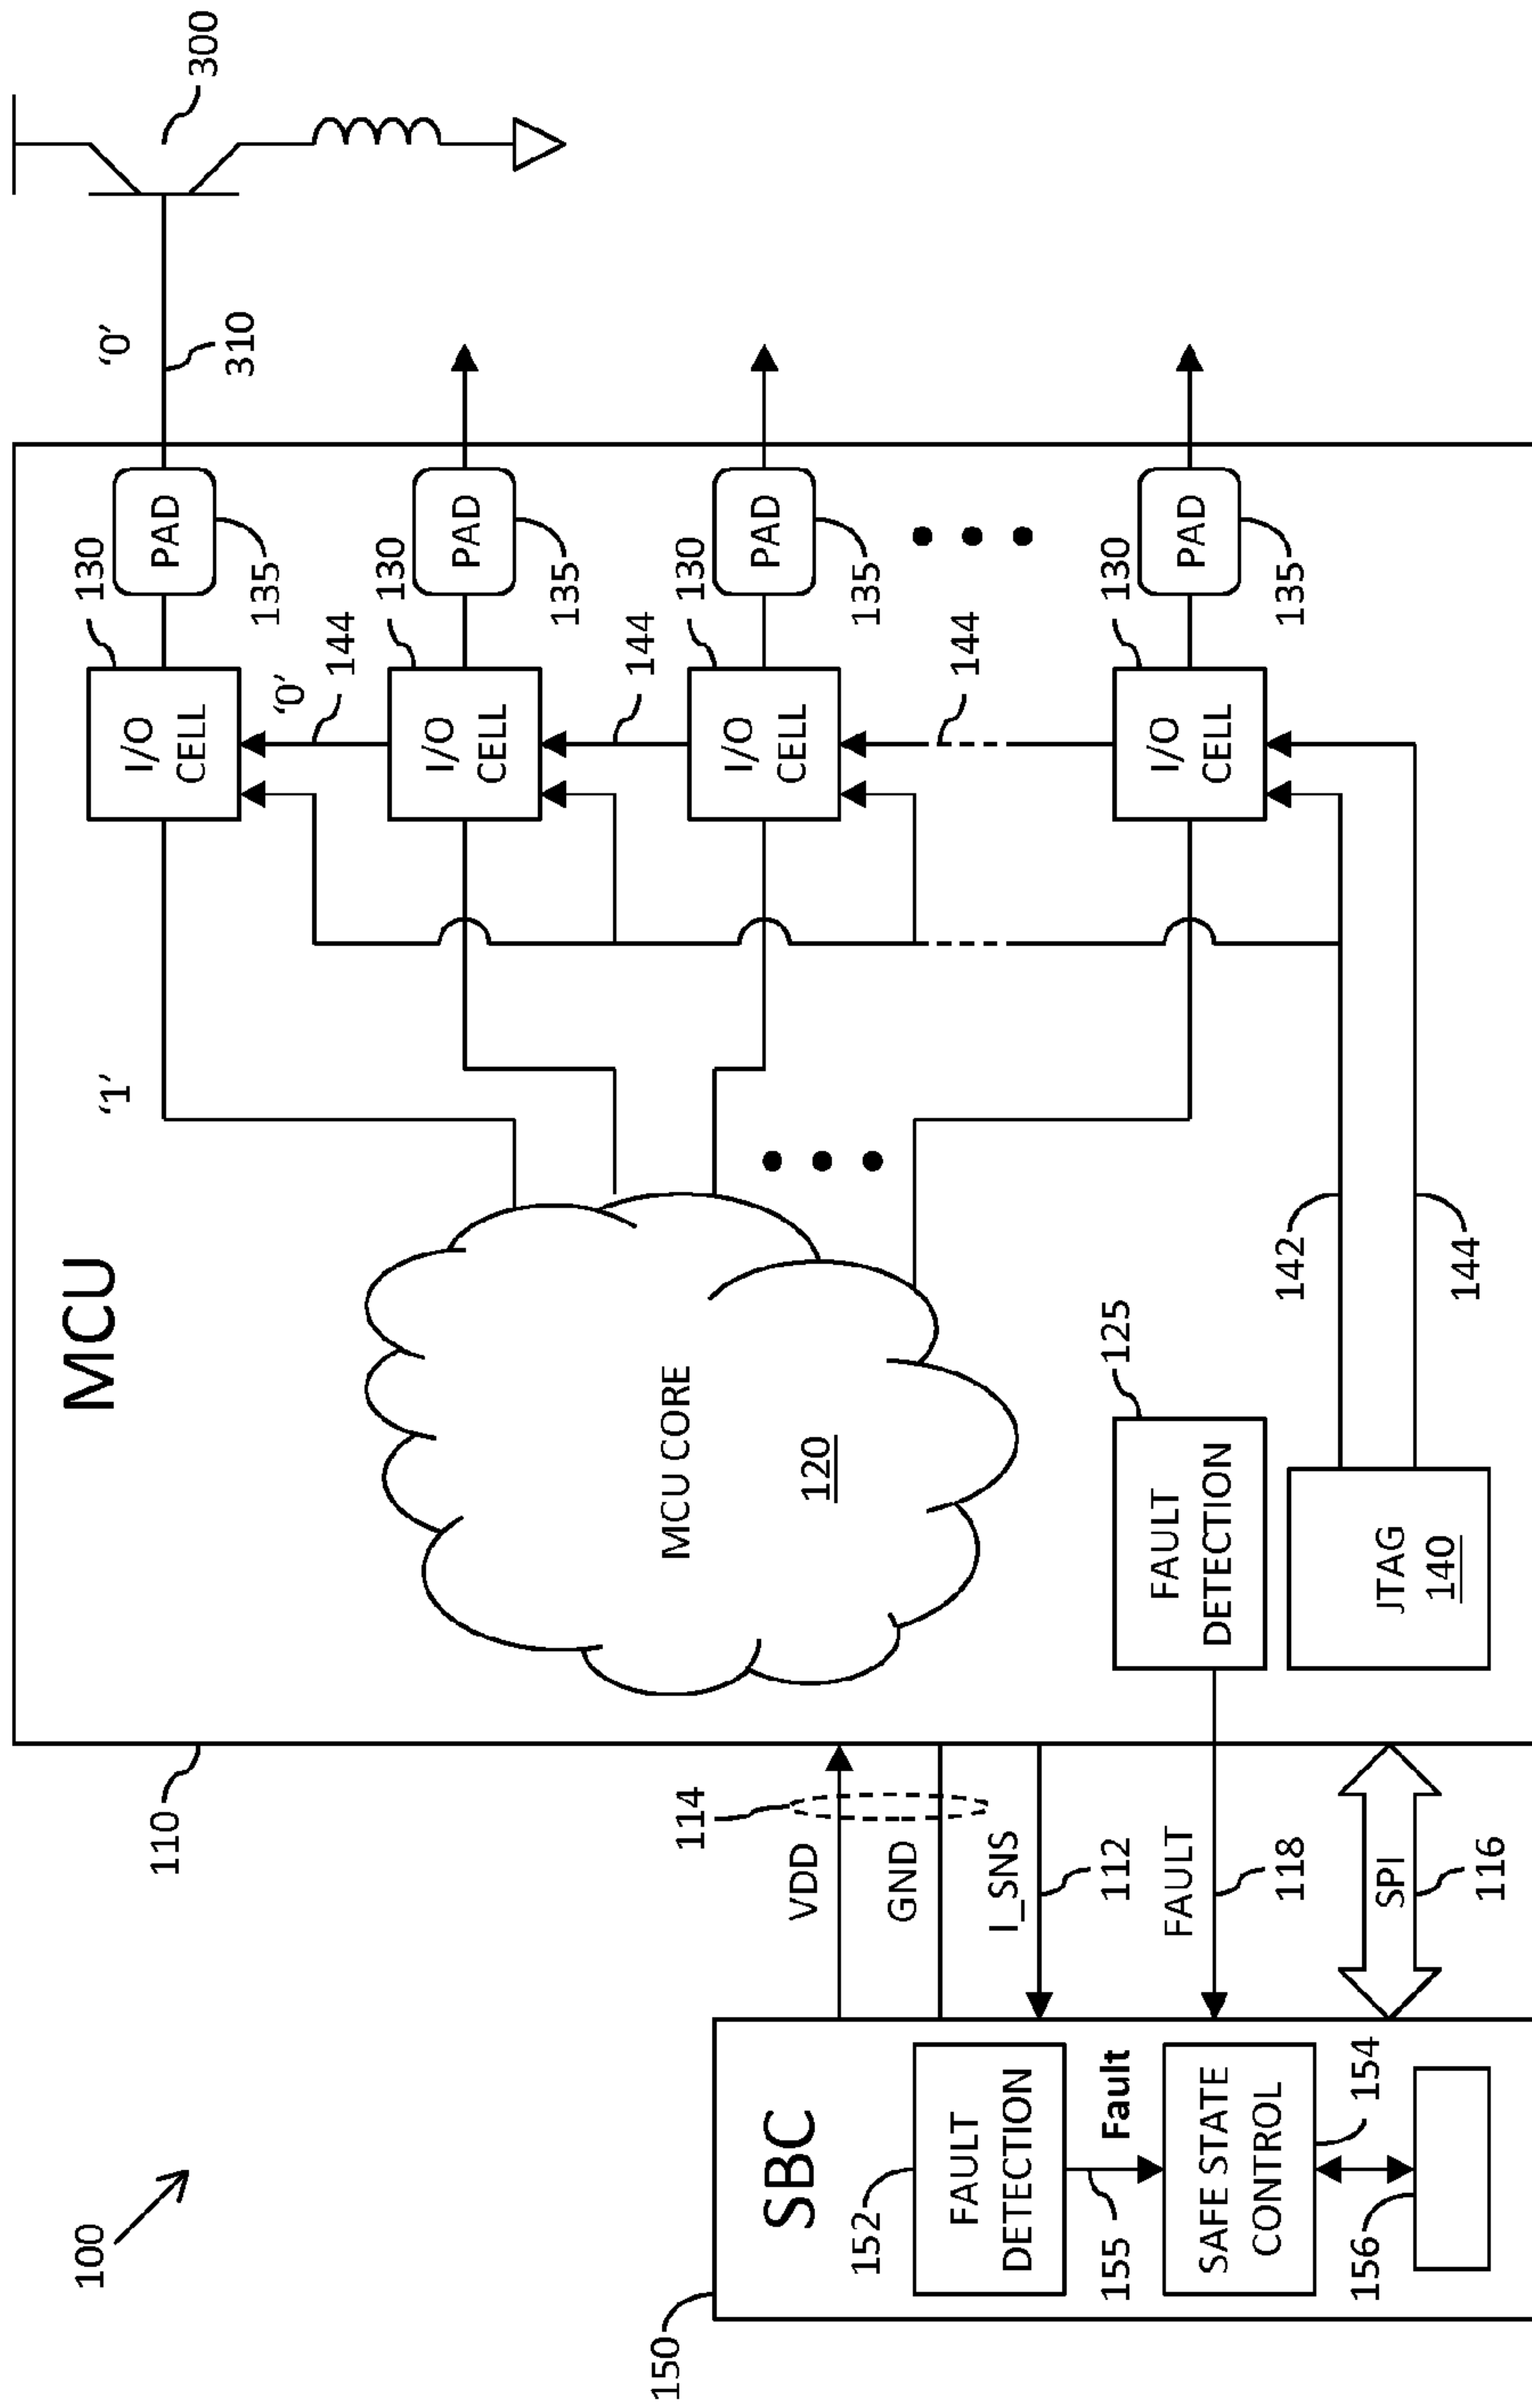 100
150
SBC
152
FAULT
DETECTION
155
Fault
SAFE STATE
CONTROL
154
156
VDD
114
GND
I_SNS
112
FAULT
118
SPI
116
110
MCU
MCU CORE
120
FAULT
DETECTION
125
JTAG
140
142
144
'1'
I/O
CELL
130
PAD
135
'0'
144
I/O
CELL
130
PAD
135
144
I/O
CELL
130
PAD
135
144
I/O
CELL
130
PAD
135
'0'
310
300